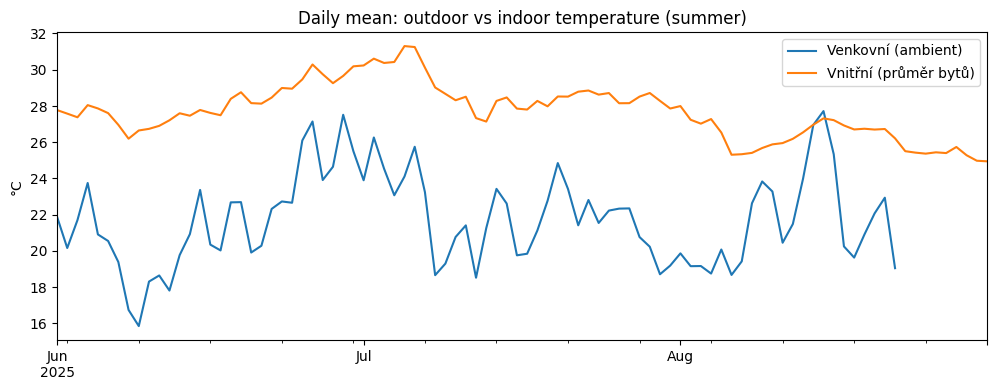 Daily mean: outdoor vs indoor temperature (summer)
Venkovní (ambient)
Vnitřní (průměr bytů)
°C
32
30
28
26
24
22
20
18
16
Jun
2025
Jul
Aug